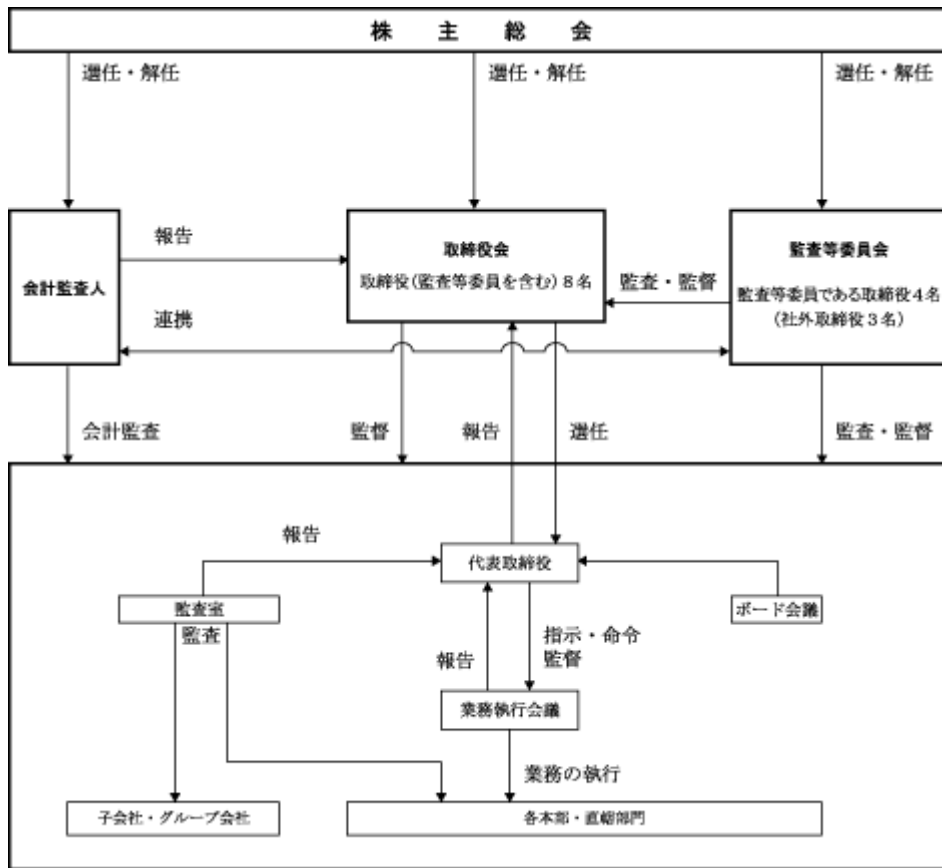 株主総会
選任・解任
選任・解任
選任・解任
会計監査人
報告
取締役会
取締役(監査等委員を含む)8名
監査・監督
監査等委員会
監査等委員である取締役4名
(社外取締役3名)
連携
会計監査
監督
報告
選任
監査・監督
報告
代表取締役
監査室
ボード会議
監査
指示・命令
監督
報告
業務執行会議
業務の執行
子会社・グループ会社
各本部・直轄部門